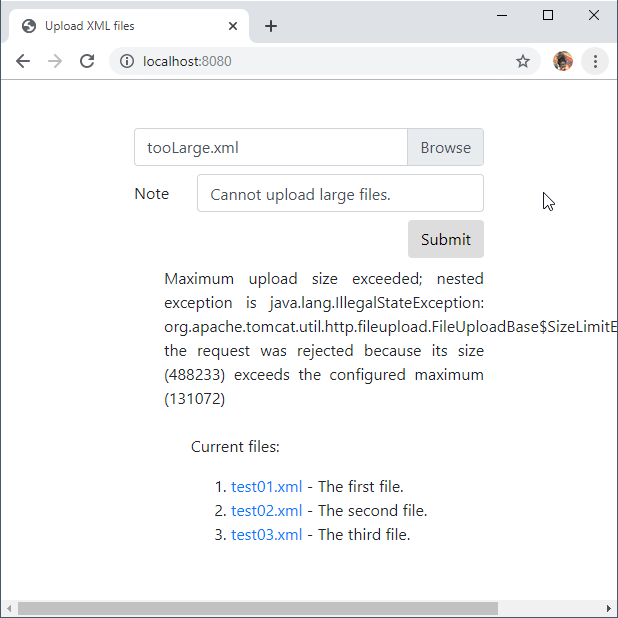 Upload XML files
localhost:8080
tooLarge.xml Browse
Note Cannot upload large files.
Submit
Maximum upload size exceeded; nested
exception is java.lang.IllegalStateException:
org.apache.tomcat.util.http.fileupload.FileUploadBase$SizeLimitE
the request was rejected because its size
(488233) exceeds the configured maximum
(131072)
Current files:
1. test01.xml - The first file.
2. test02.xml - The second file.
3. test03.xml - The third file.